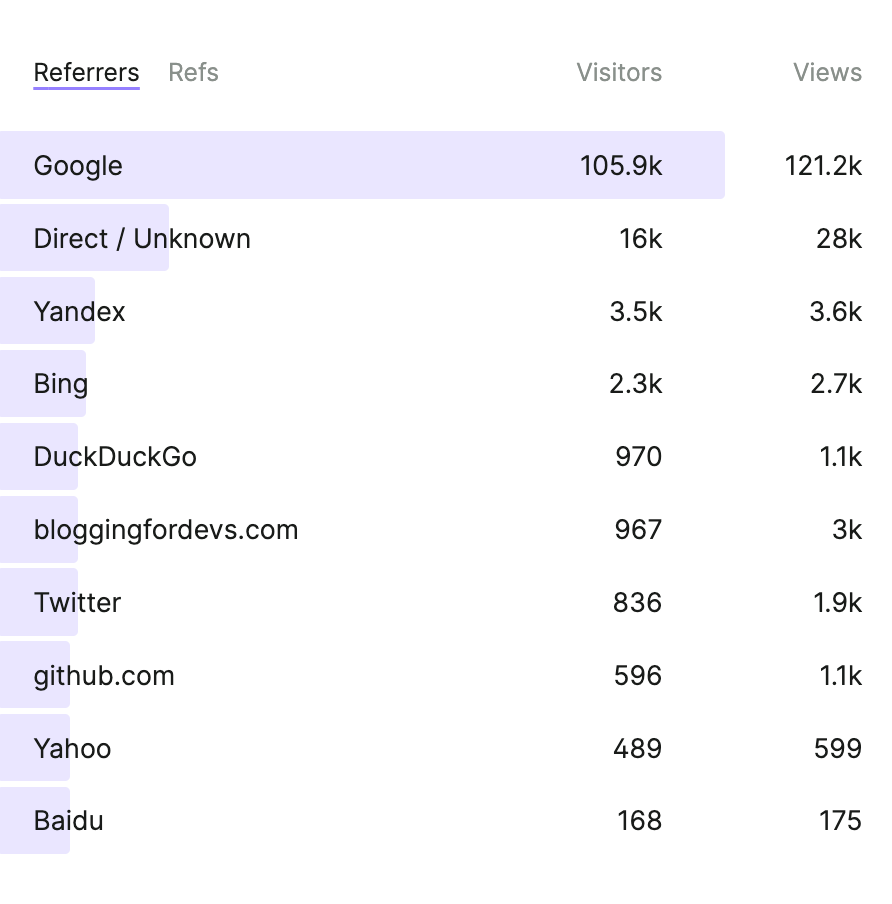 Referrers Refs Visitors Views
Google 105.9k 121.2k
Direct / Unknown 16k 28k
Yandex 3.5k 3.6k
Bing 2.3k 2.7k
DuckDuckGo 970 1.1k
bloggingfordevs.com 967 3k
Twitter 836 1.9k
github.com 596 1.1k
Yahoo 489 599
Baidu 168 175